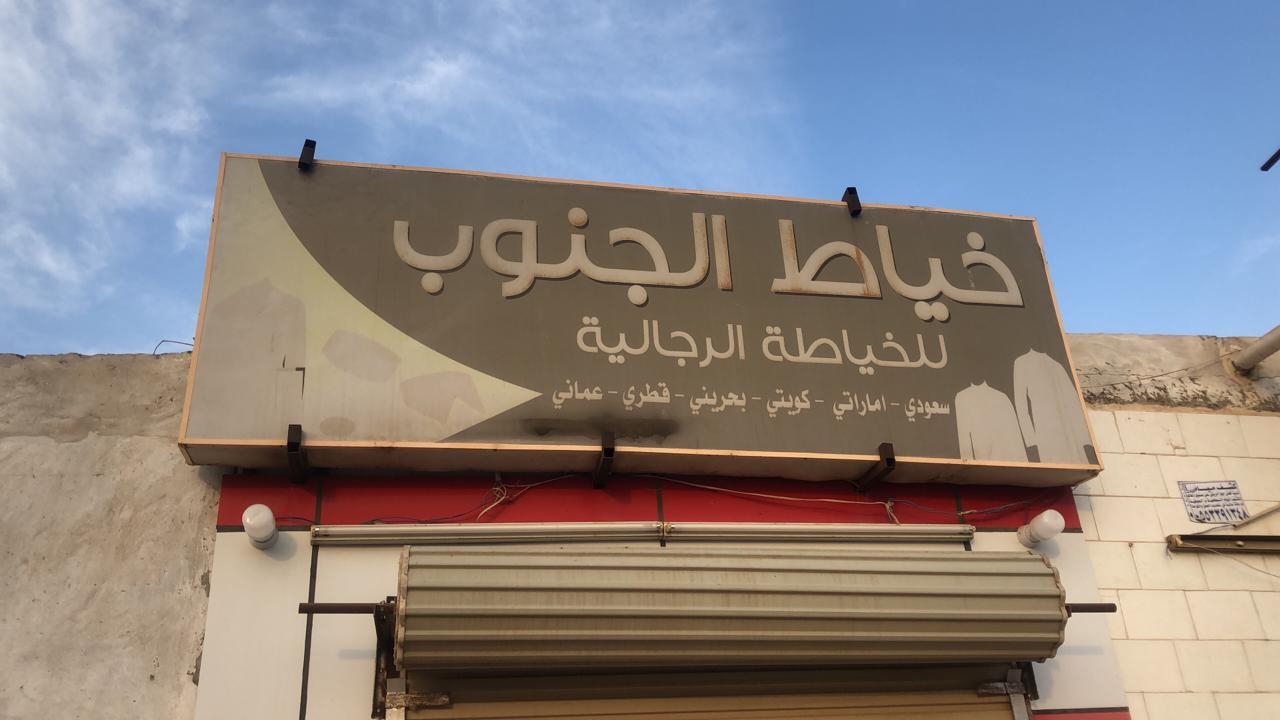 خياط الجنوب
للخياطة الرجالية
سعودي - اماراتي - كويتي - بحريني - قطري - عماني